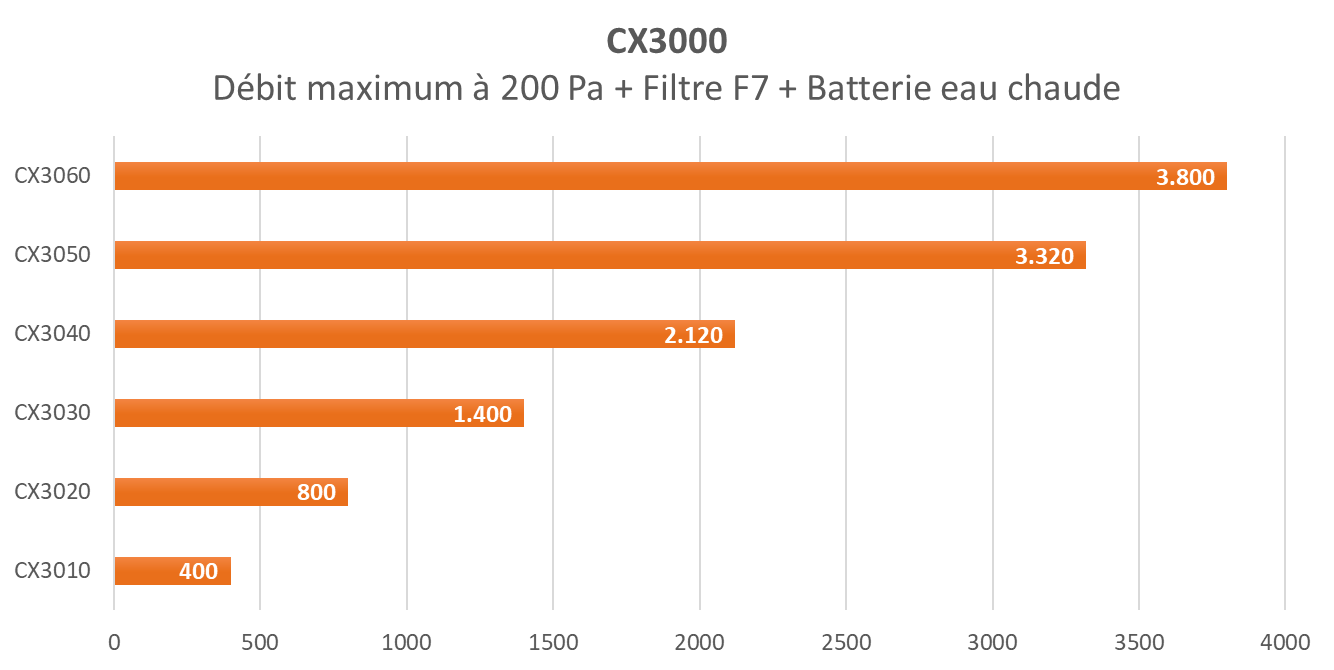 CX3000
Débit maximum à 200 Pa + Filtre F7 + Batterie eau chaude
CX3060 3.800
CX3050 3.320
CX3040 2.120
CX3030 1.400
CX3020 800
CX3010 400
0 500 1000 1500 2000 2500 3000 3500 4000